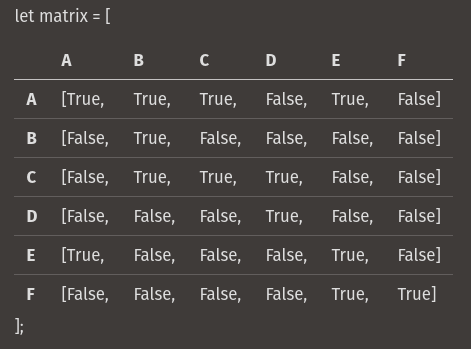 let matrix = [
A B C D E F
A [True, True, True, False, True, False]
B [False, True, False, False, False, False]
C [False, True, True, True, False, False]
D [False, False, False, True, False, False]
E [True, False, False, False, True, False]
F [False, False, False, False, True, True]
];